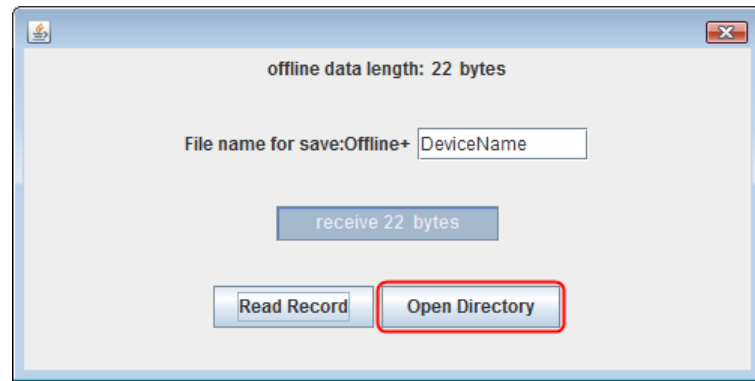 offline data length: 22 bytes
File name for save:Offline+ DeviceName
receive 22 bytes
Read Record Open Directory